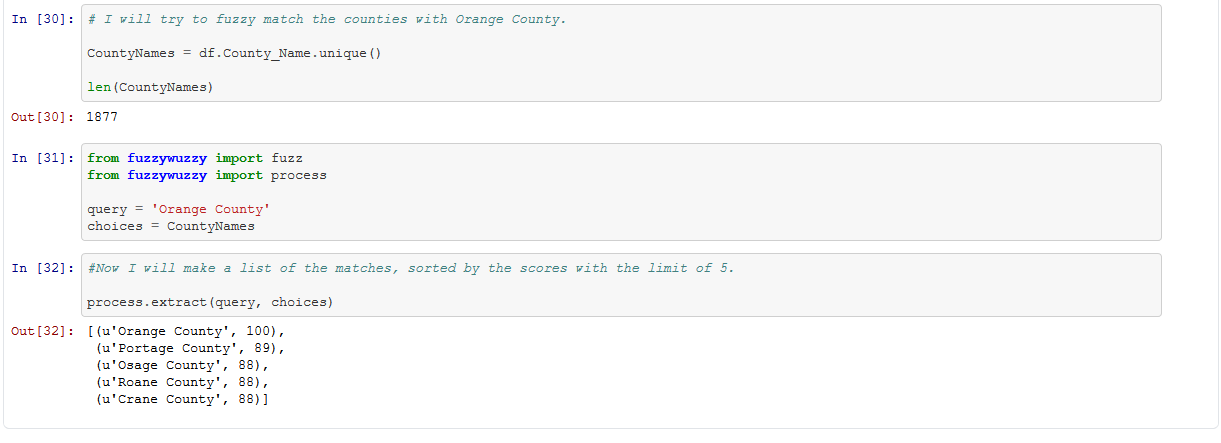 In [30]: # I will try to fuzzy match the counties with Orange County.
CountyNames = df.County_Name.unique()
len(CountyNames)
Out[30]: 1877
In [31]: from fuzzywuzzy import fuzz
from fuzzywuzzy import process
query = 'Orange County'
choices = CountyNames
In [32]: #Now I will make a list of the matches, sorted by the scores with the limit of 5.
process.extract(query, choices)
Out[32]: [(u'Orange County', 100),
(u'Portage County', 89),
(u'Osage County', 88),
(u'Roane County', 88),
(u'Crane County', 88)]